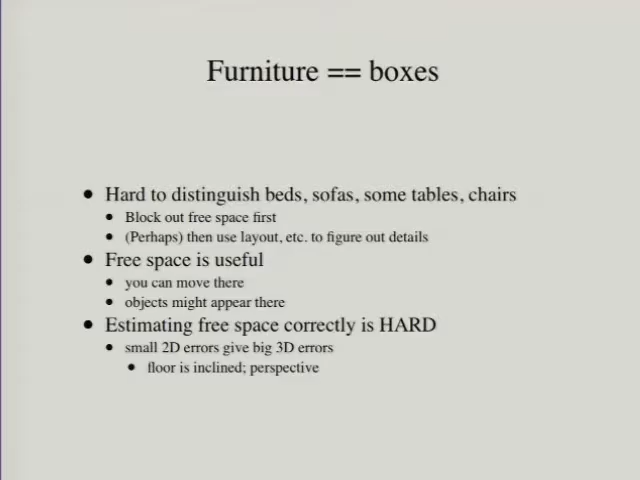 Furniture == boxes
• Hard to distinguish beds, sofas, some tables, chairs
• Block out free space first
• (Perhaps) then use layout, etc. to figure out details
• Free space is useful
• you can move there
• objects might appear there
• Estimating free space correctly is HARD
• small 2D errors give big 3D errors
• floor is inclined; perspective